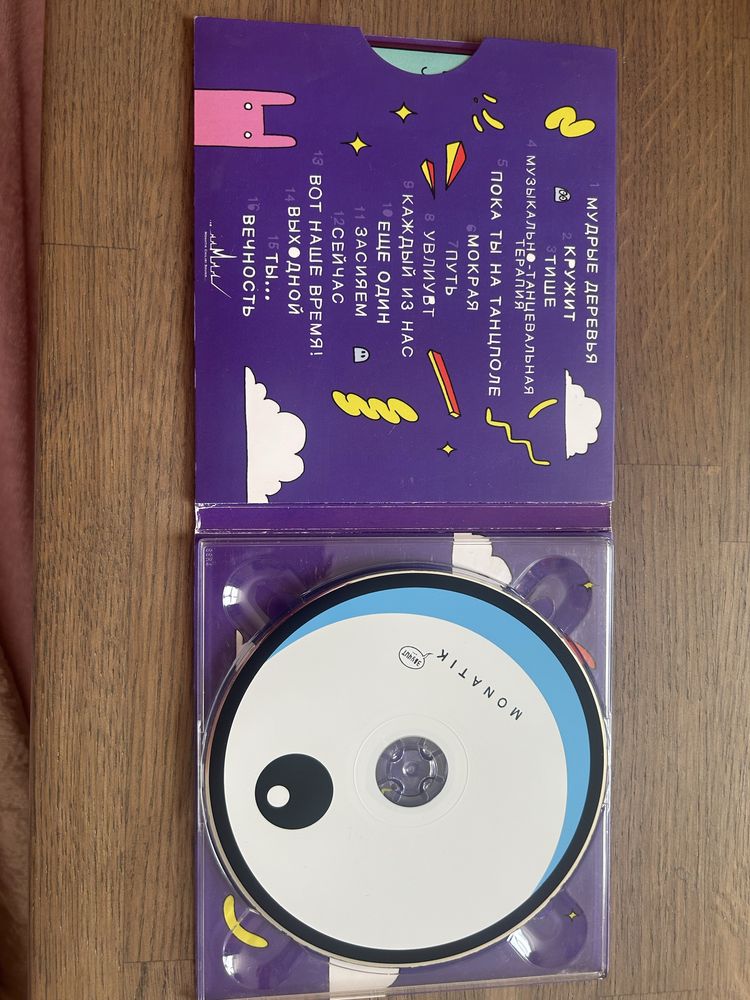 1 МУДРЫЕ ДЕРЕВЬЯ
2 КРУЖИТ
3 ТИШЕ
4 МУЗЫКАЛЬНО-ТАНЦЕВАЛЬНАЯ
ТЕРАПИЯ
5 ПОКА ТЫ НА ТАНЦПОЛЕ
6 МОКРАЯ
7 ПУТЬ
8 УВЛИУВТ
9 КАЖДЫЙ ИЗ НАС
10 ЕЩЕ ОДИН
11 ЗАСИЯЕМ
12 СЕЙЧАС
13 ВОТ НАШЕ ВРЕМЯ!
14 ВЫХОДНОЙ
15 ТЫ...
16 ВЕЧНОСТЬ
MONATIK
ЗВУЧИТ